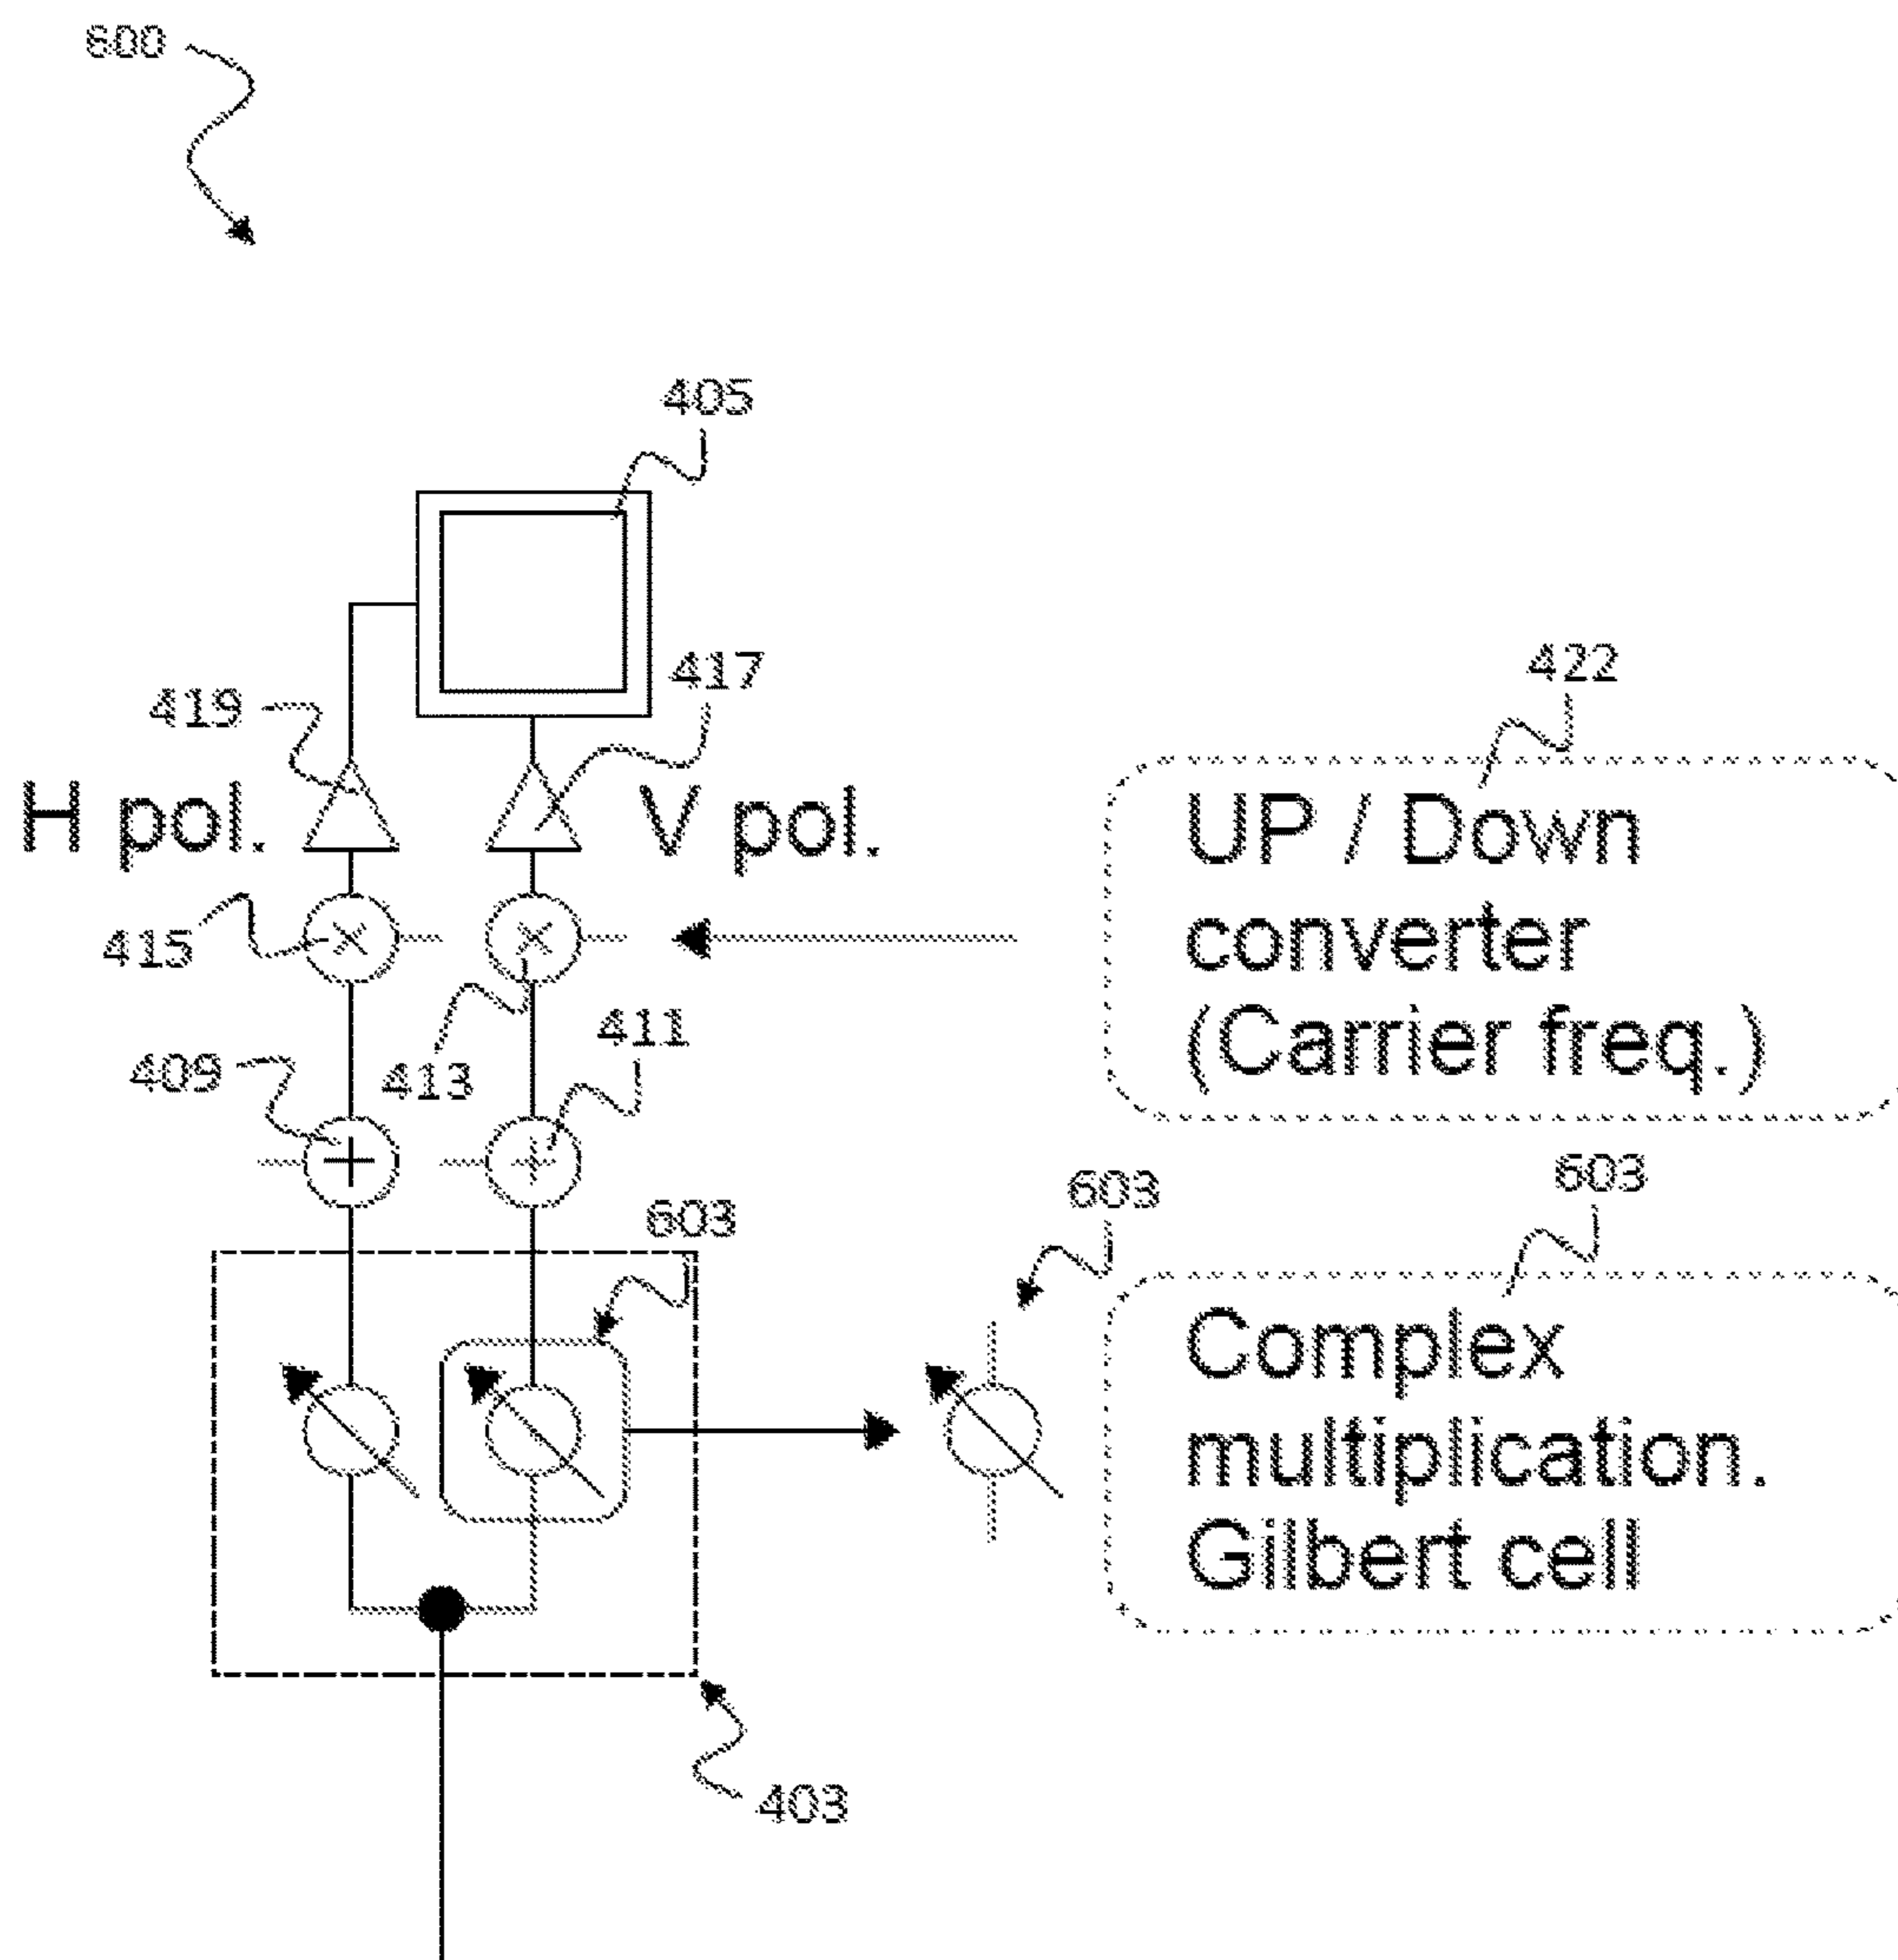 600
405
417
422
419
H pol.
V pol.
UP / Down
converter
(Carrier freq.)
415
413
411
409
603
603
603
Complex
multiplication.
Gilbert cell
403